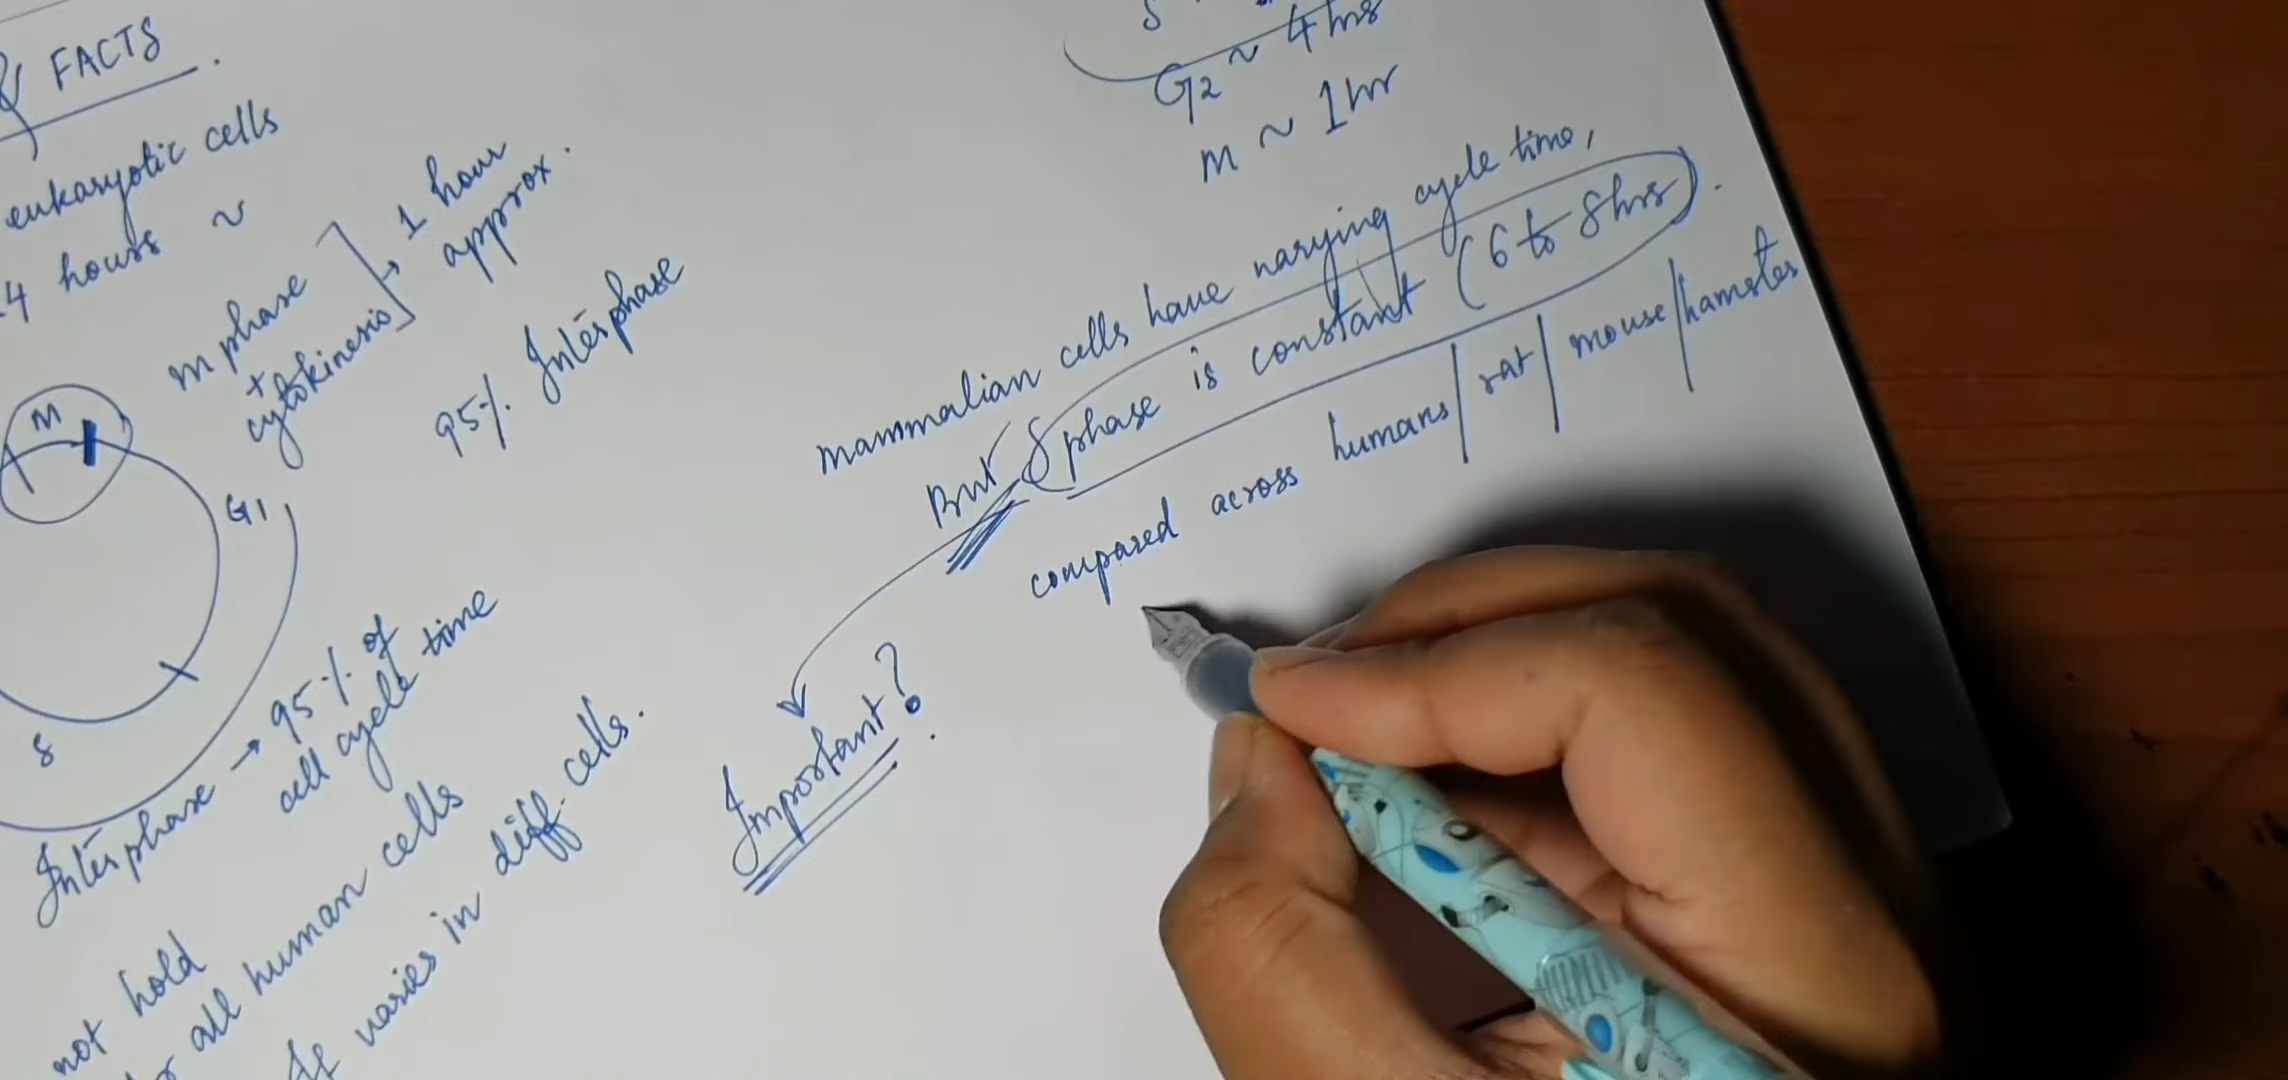 & FACTS.
eukaryotic cells
4 hours ~
m phase
+
cytokinesis
1 hour
approx.
95% Interphase
M
G1
S
Interphase → 95% of
cell cycle time
not hold
all human cells
It varies in diff. cells.
S
G2 ~ 4 hrs
m ~ 1 hr
mammalian cells have varying cycle time,
But S phase is constant (6 to 8 hrs).
compared across humans/rat/mouse/hamster
Important?